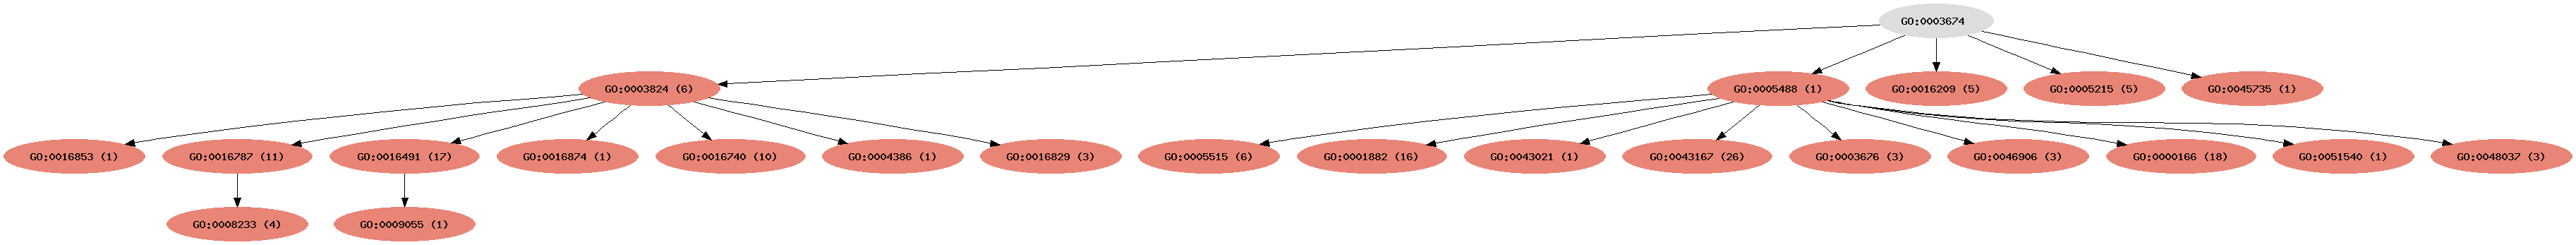 GO:0003674
GO:0003824 (6)
GO:0005488 (1)
GO:0016209 (5)
GO:0005215 (5)
GO:0045735 (1)
GO:0016853 (1)
GO:0016787 (11)
GO:0016491 (17)
GO:0016874 (1)
GO:0016740 (10)
GO:0004386 (1)
GO:0016829 (3)
GO:0005515 (6)
GO:0001882 (16)
GO:0043021 (1)
GO:0043167 (26)
GO:0003676 (3)
GO:0046906 (3)
GO:0000166 (18)
GO:0051540 (1)
GO:0048037 (3)
GO:0008233 (4)
GO:0009055 (1)